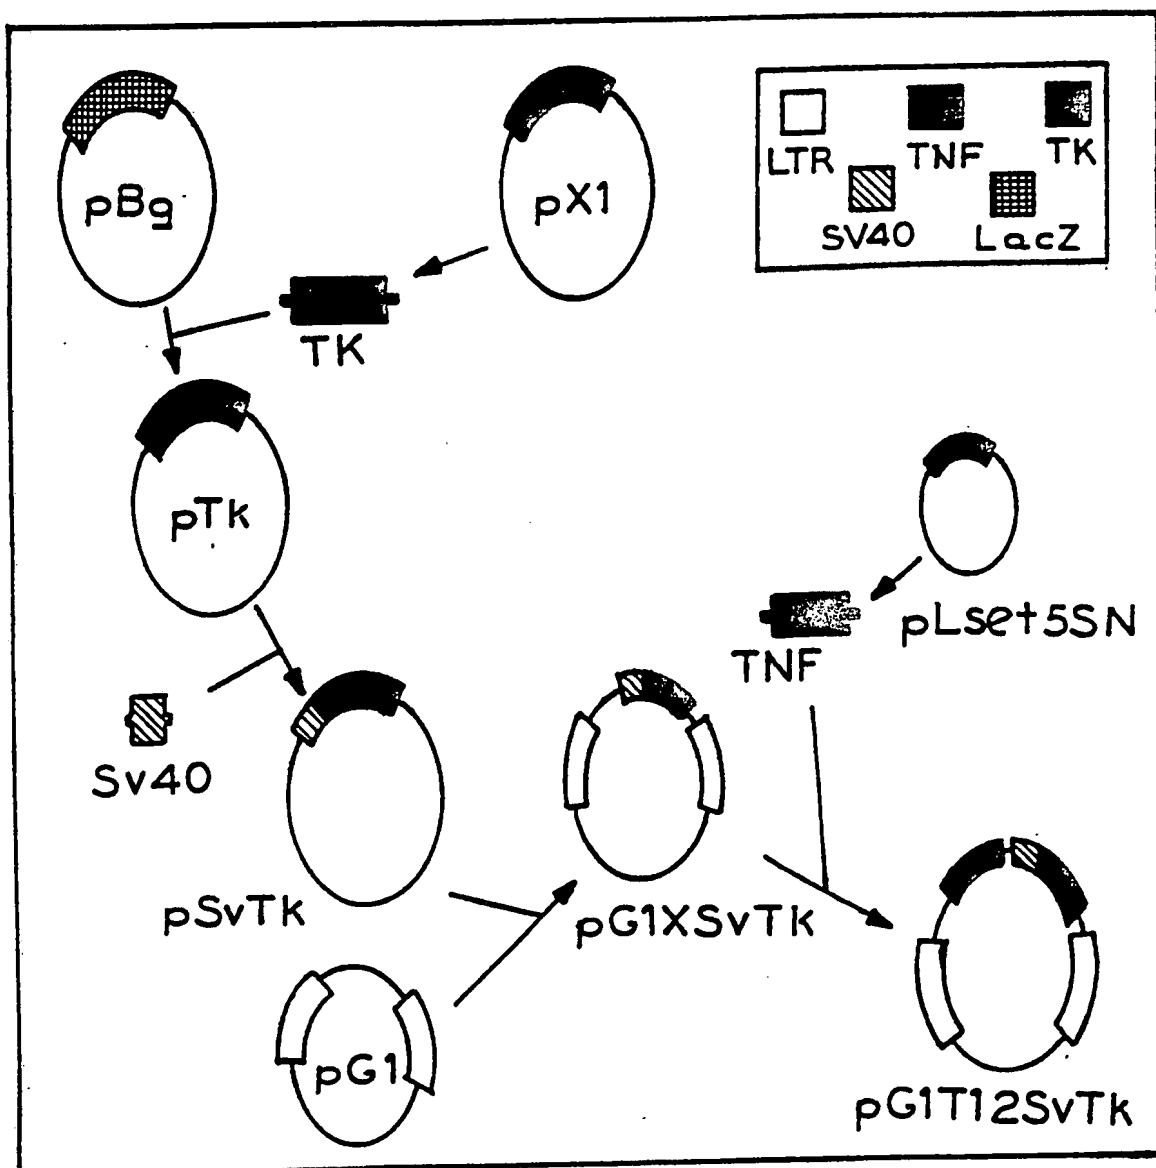 pBg
pX1
LTR
TNF
TK
SV40
LacZ
TK
pTk
pLset5SN
TNF
Sv40
pSvTk
pG1XSvTk
pG1
pG1T12SvTk